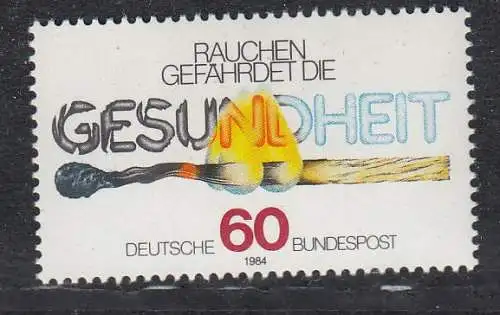 RAUCHEN
GEFÄHRDET DIE
GESUNDHEIT
DEUTSCHE 60 BUNDESPOST
1984